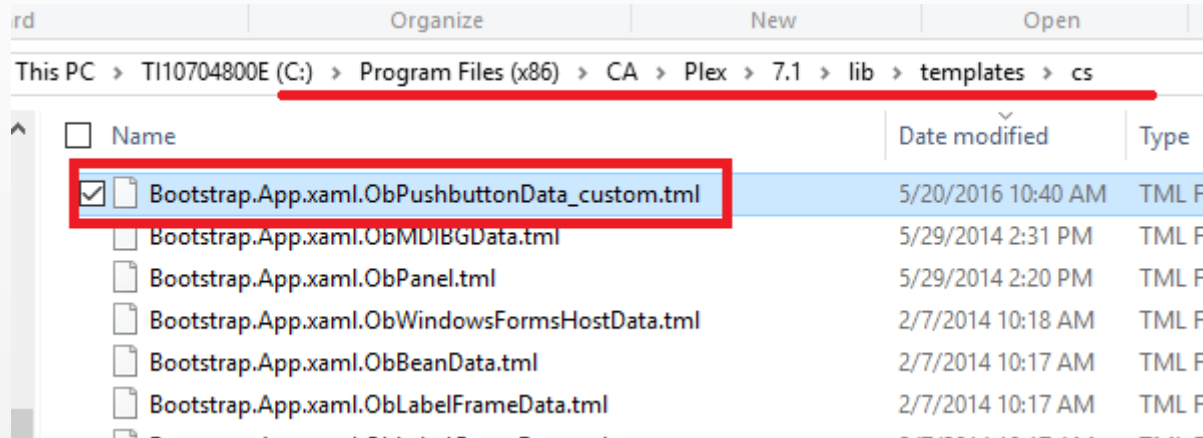 rd Organize New Open
This PC > TI10704800E (C:) > Program Files (x86) > CA > Plex > 7.1 > lib > templates > cs
Name Date modified Type
Bootstrap.App.xaml.ObPushbuttonData_custom.tml 5/20/2016 10:40 AM TML F
Bootstrap.App.xaml.ObMDIBGData.tml 5/29/2014 2:31 PM TML F
Bootstrap.App.xaml.ObPanel.tml 5/29/2014 2:20 PM TML F
Bootstrap.App.xaml.ObWindowsFormsHostData.tml 2/7/2014 10:18 AM TML F
Bootstrap.App.xaml.ObBeanData.tml 2/7/2014 10:17 AM TML F
Bootstrap.App.xaml.ObLabelFrameData.tml 2/7/2014 10:17 AM TML F